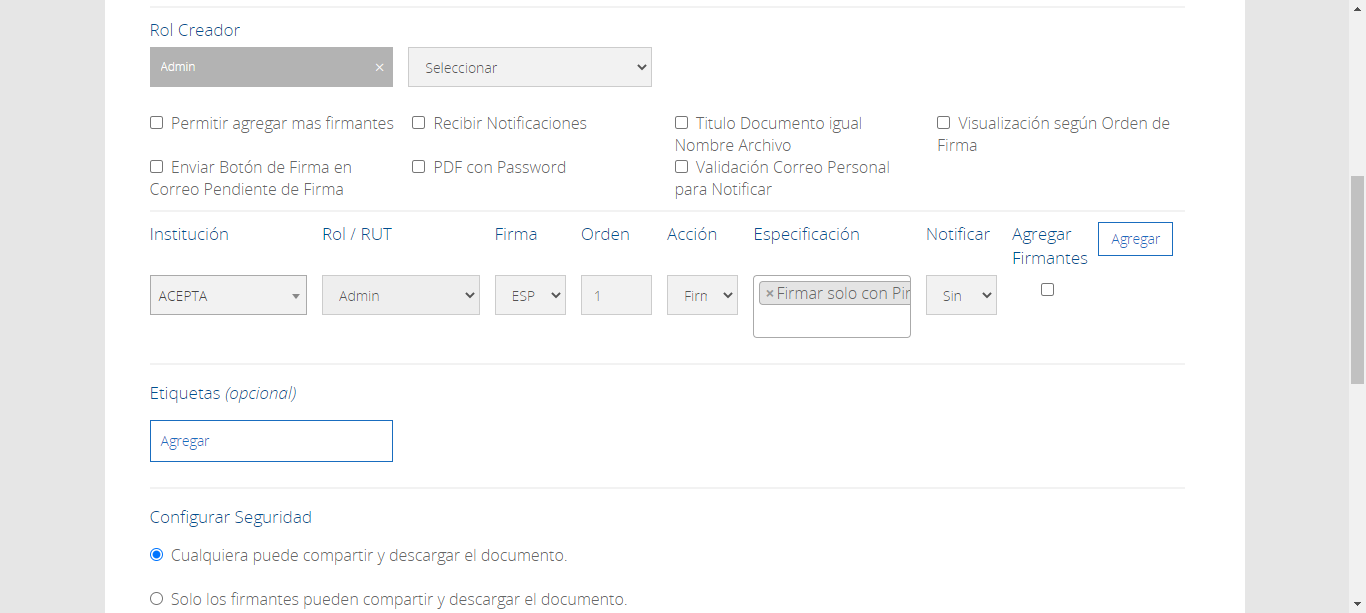 Rol Creador
Admin ×
Seleccionar
Permitir agregar mas firmantes
Recibir Notificaciones
Titulo Documento igual
Nombre Archivo
Visualización según Orden de
Firma
Enviar Botón de Firma en
Correo Pendiente de Firma
PDF con Password
Validación Correo Personal
para Notificar
Institución Rol / RUT Firma Orden Acción Especificación Notificar Agregar
Firmantes
Agregar
ACEPTA Admin ESP 1 Firn ×Firmar solo con Pin Sin
Etiquetas (opcional)
Agregar
Configurar Seguridad
Cualquiera puede compartir y descargar el documento.
Solo los firmantes pueden compartir y descargar el documento.